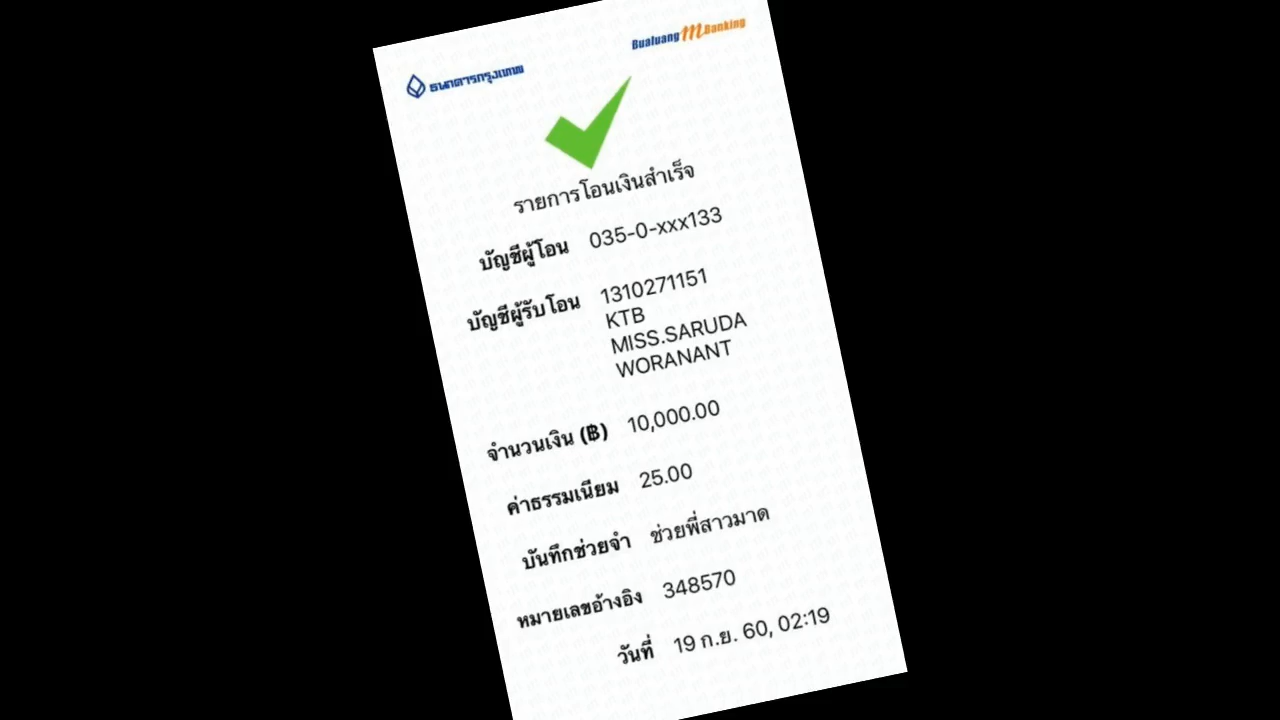 ธนาคารกรุงเทพ
Bualuang mBanking
รายการโอนเงินสำเร็จ
บัญชีผู้โอน 035-0-xxx133
บัญชีผู้รับโอน 1310271151
KTB
MISS.SARUDA
WORANANT
จำนวนเงิน (฿) 10,000.00
ค่าธรรมเนียม 25.00
บันทึกช่วยจำ ช่วยพี่สาวมาด
หมายเลขอ้างอิง 348570
วันที่ 19 ก.ย. 60, 02:19